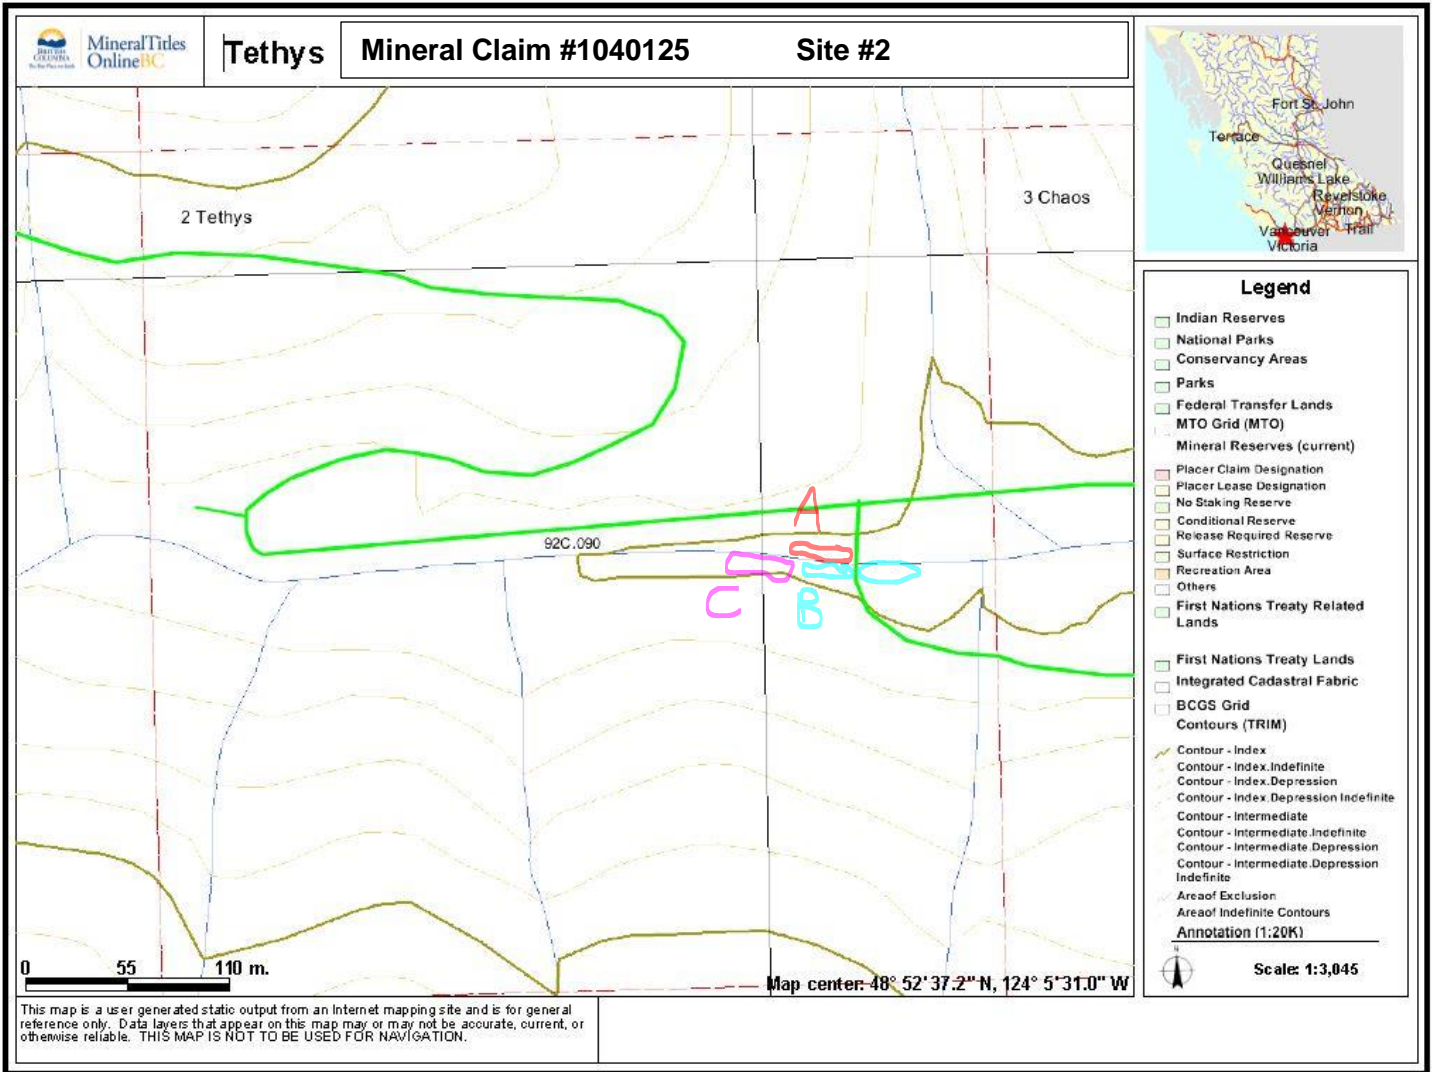 BRITISH COLUMBIA
MineralTitles
OnlineBC
Tethys
Mineral Claim #1040125 Site #2
Fort St. John
Terrace
Quesnel
Williams Lake
Revelstoke
Vernon
Vancouver Trail
Victoria
2 Tethys
3 Chaos
92C.090
A
B
C
0 55 110 m.
Map center: 48° 52' 37.2" N, 124° 5'31.0" W
Legend
Indian Reserves
National Parks
Conservancy Areas
Parks
Federal Transfer Lands
MTO Grid (MTO)
Mineral Reserves (current)
Placer Claim Designation
Placer Lease Designation
No Staking Reserve
Conditional Reserve
Release Required Reserve
Surface Restriction
Recreation Area
Others
First Nations Treaty Related
Lands
First Nations Treaty Lands
Integrated Cadastral Fabric
BCGS Grid
Contours (TRIM)
Contour - Index
Contour - Index.Indefinite
Contour - Index.Depression
Contour - Index.Depression Indefinite
Contour - Intermediate
Contour - Intermediate.Indefinite
Contour - Intermediate.Depression
Contour - Intermediate.Depression
Indefinite
Areaof Exclusion
Areaof Indefinite Contours
Annotation (1:20K)
N
Scale: 1:3,045
This map is a user generated static output from an Internet mapping site and is for general
reference only. Data layers that appear on this map may or may not be accurate, current, or
otherwise reliable. THIS MAP IS NOT TO BE USED FOR NAVIGATION.